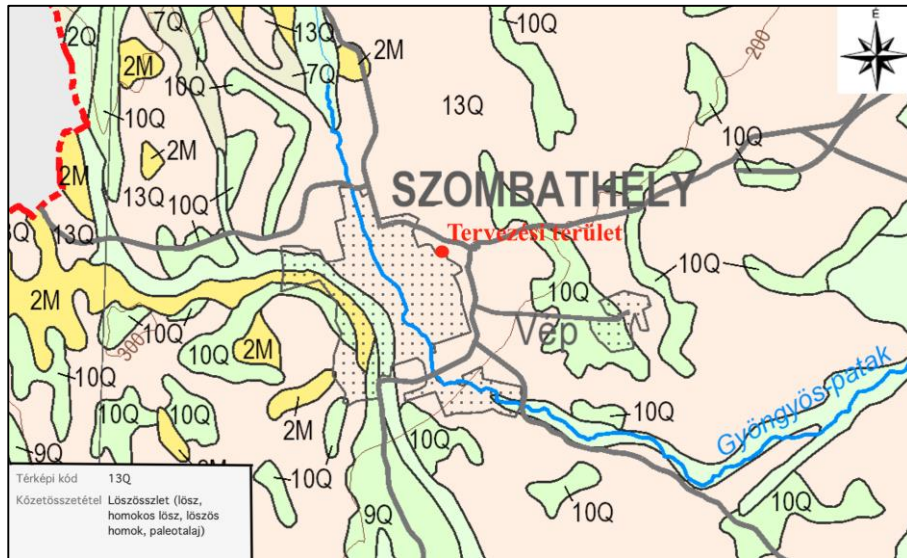 É
2Q
2M
10Q
13Q
7Q
2M
10Q
200
10Q
10Q
13Q
10Q
2M
2M
13Q
10Q
SZOMBATHELY
10Q
13Q
Tervezési terület
10Q
10Q
2M
10Q
300
10Q
2M
Vép
10Q
10Q
10Q
2M
10Q
10Q
Gyöngyös-patak
9Q
10Q
10Q
10Q
9Q
10Q
Térképi kód 13Q
Kőzetösszetétel Löszösszlet (lösz,
homokos lösz, löszös
homok, paleotalaj)